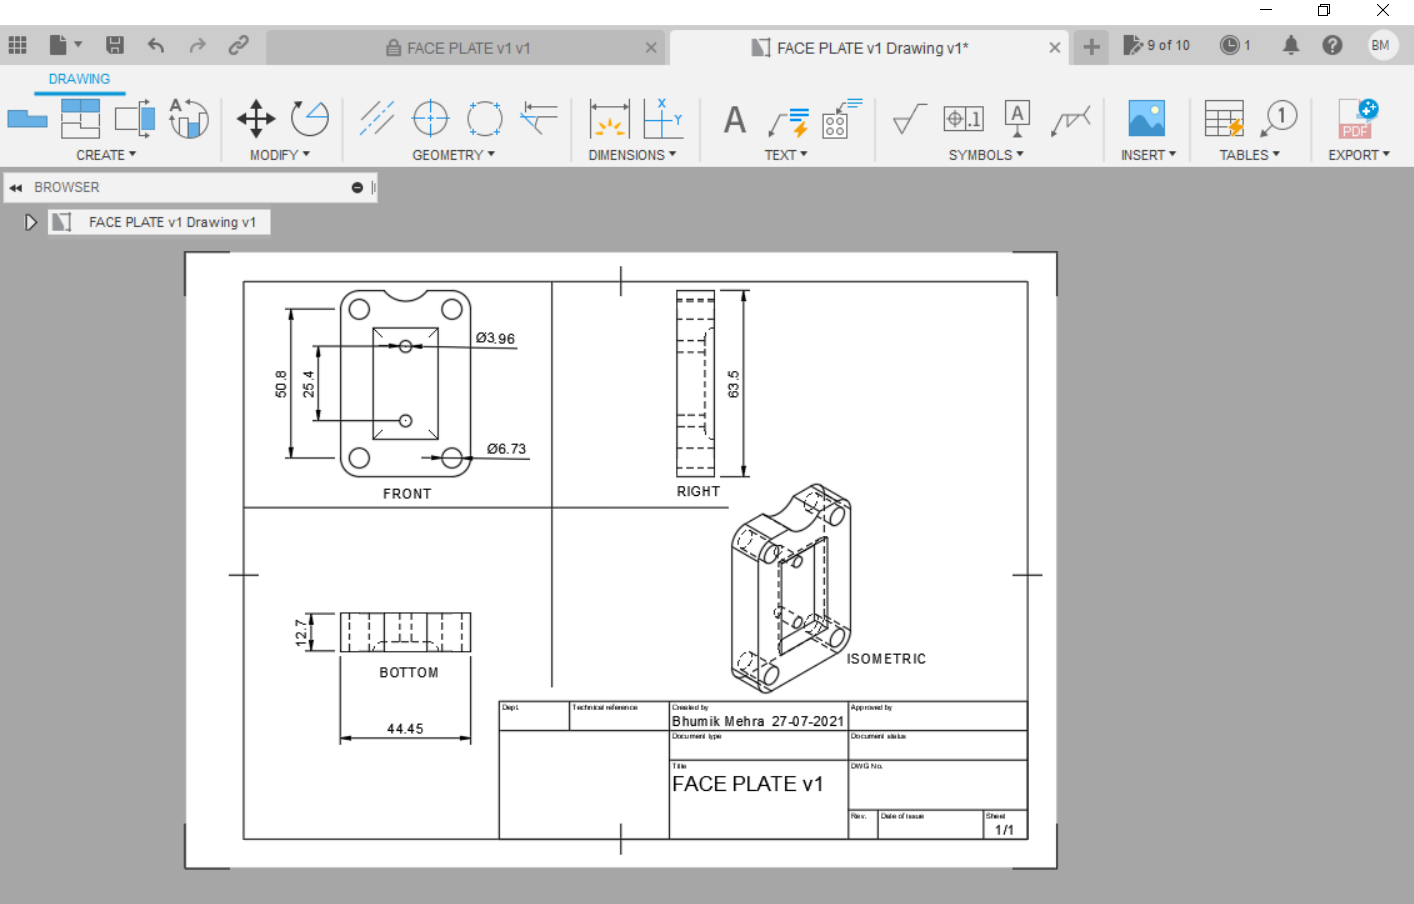 FACE PLATE v1 v1
FACE PLATE v1 Drawing v1*
9 of 10
1
BM
DRAWING
A
X
Y
A
.1
A
1
PDF
CREATE
MODIFY
GEOMETRY
DIMENSIONS
TEXT
SYMBOLS
INSERT
TABLES
EXPORT
BROWSER
FACE PLATE v1 Drawing v1
Ø3.96
50.8
25.4
63.5
Ø6.73
FRONT
RIGHT
12.7
ISOMETRIC
BOTTOM
44.45
Dept.
Technical reference
Created by
Approved by
Bhumik Mehra 27-07-2021
Document type
Document status
Title
DWG No.
FACE PLATE v1
Rev.
Date of issue
Sheet
1/1